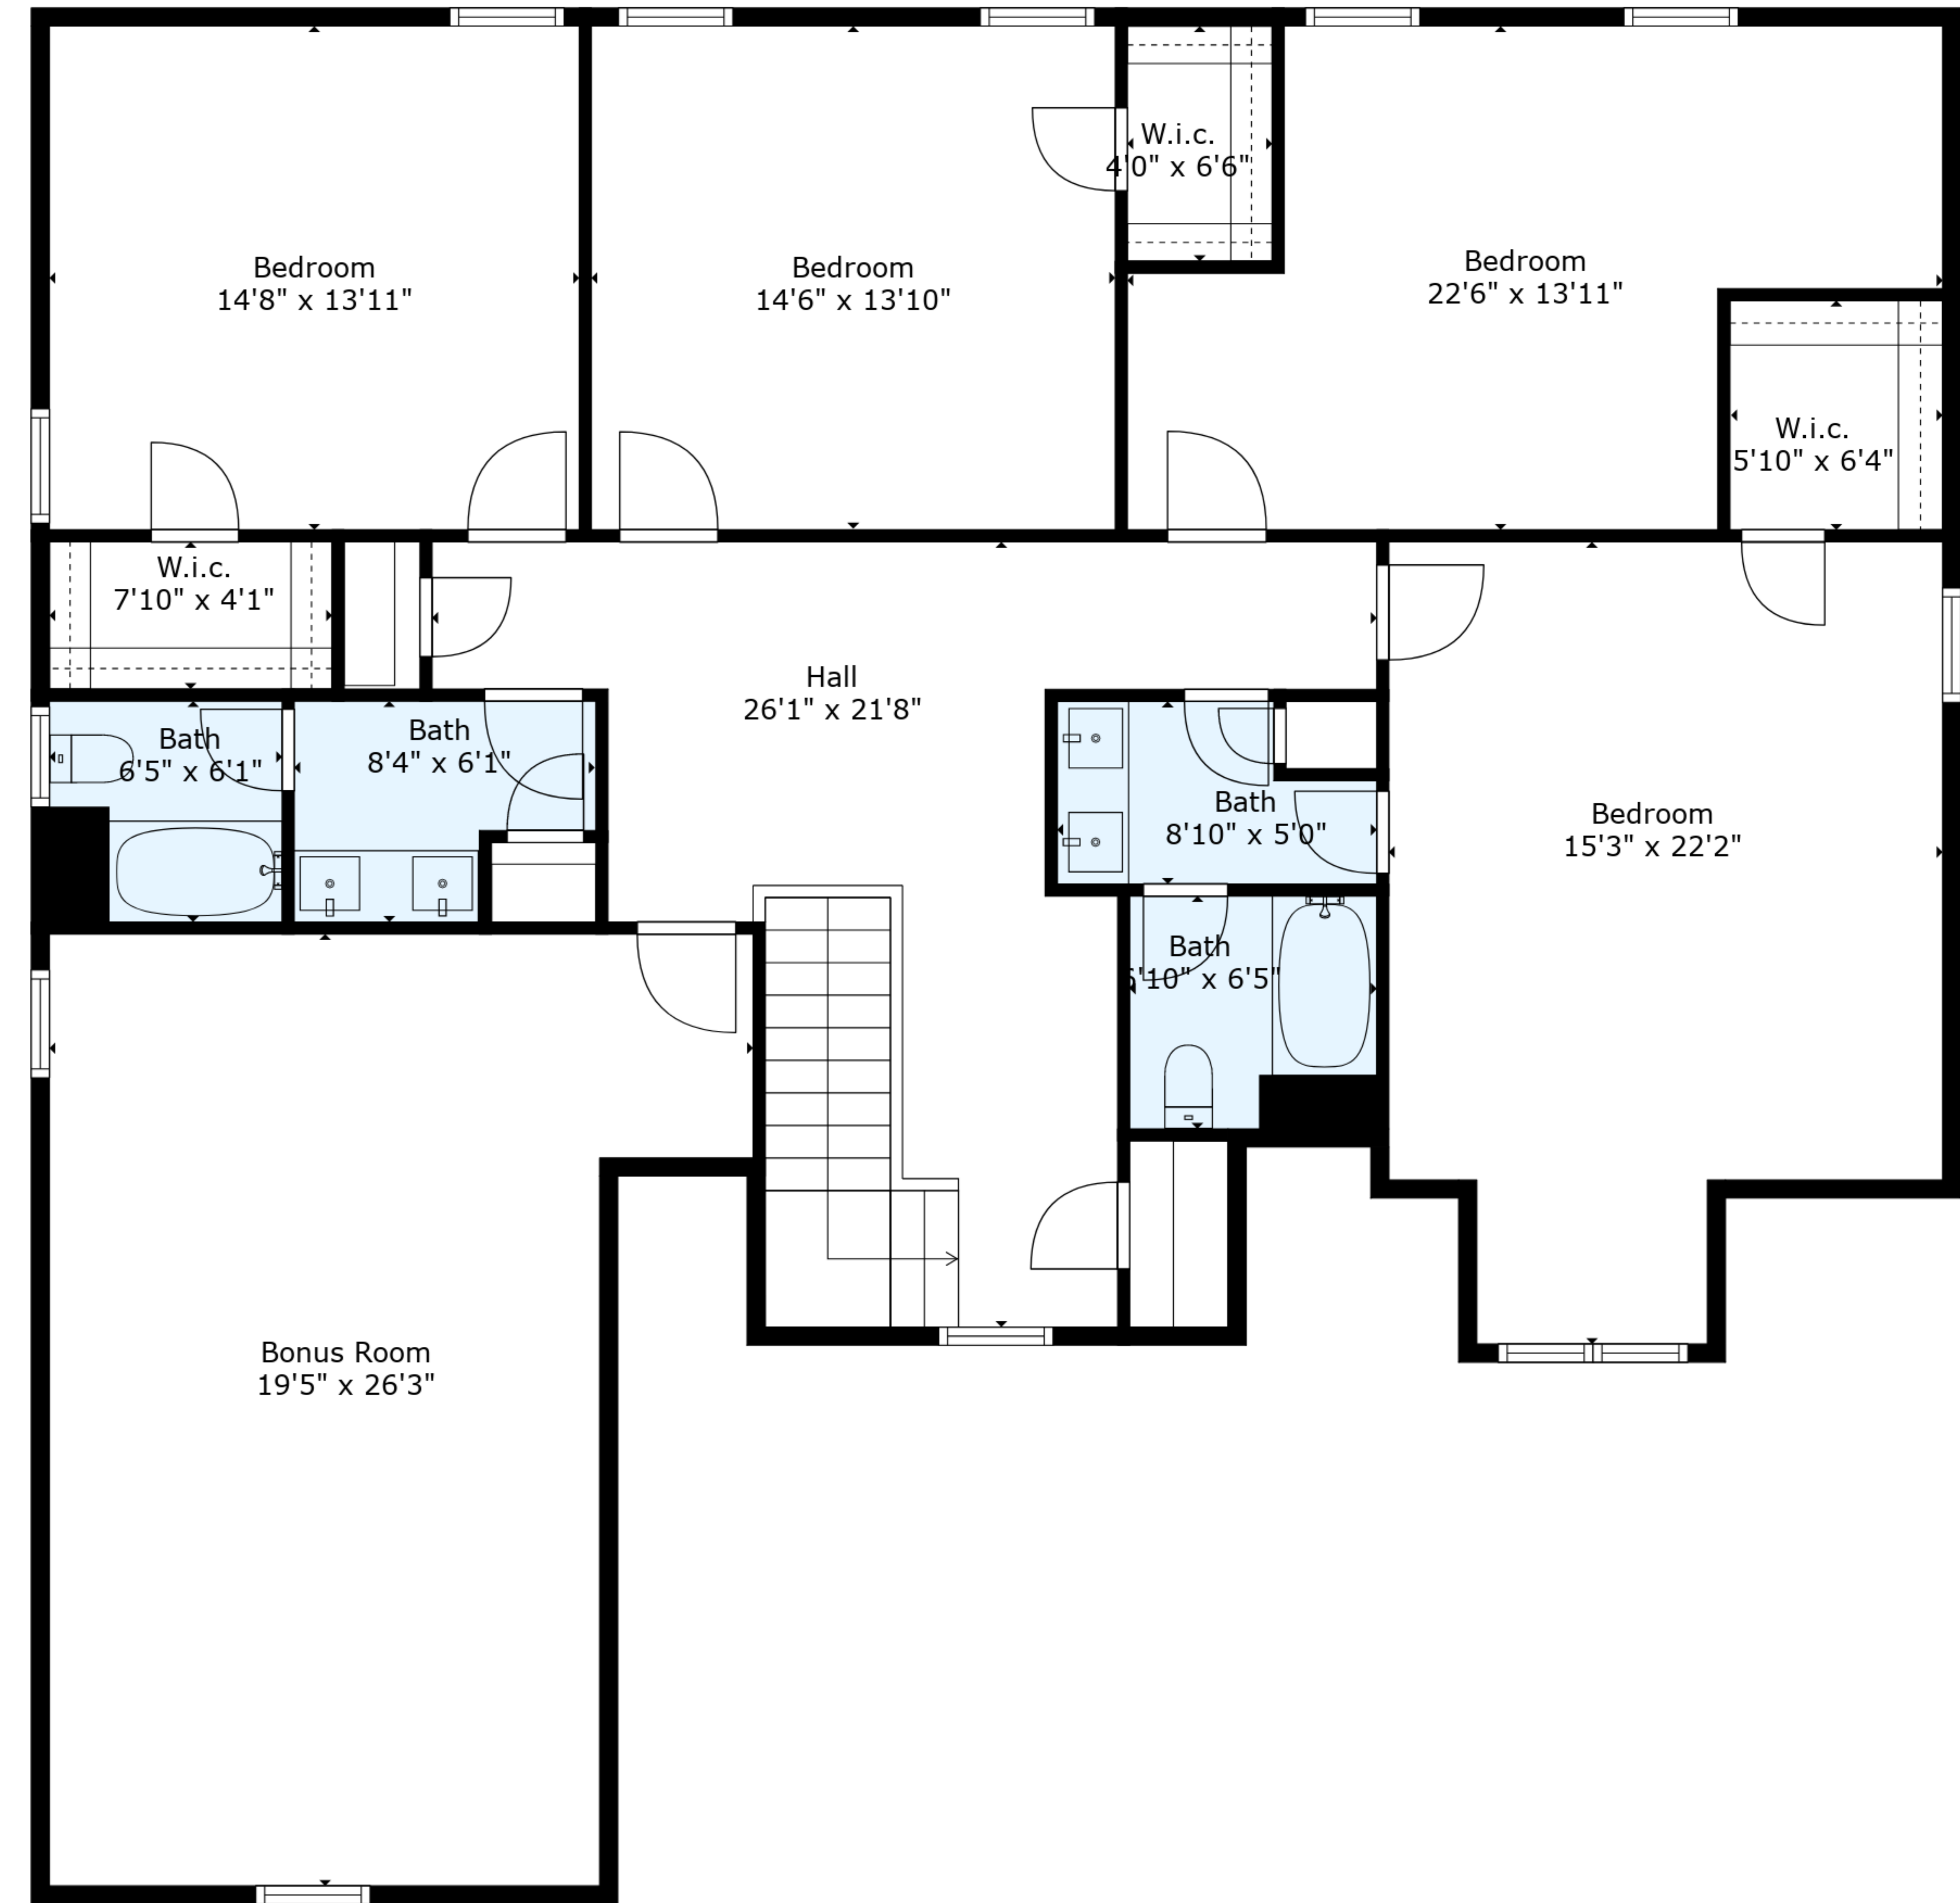 W.i.c.
4'0" x 6'6"
Bedroom
14'8" x 13'11"
Bedroom
14'6" x 13'10"
Bedroom
22'6" x 13'11"
W.i.c.
5'10" x 6'4"
W.i.c.
7'10" x 4'1"
Hall
26'1" x 21'8"
Bath
6'5" x 6'1"
Bath
8'4" x 6'1"
Bath
8'10" x 5'0"
Bedroom
15'3" x 22'2"
Bath
6'10" x 6'5"
Bonus Room
19'5" x 26'3"